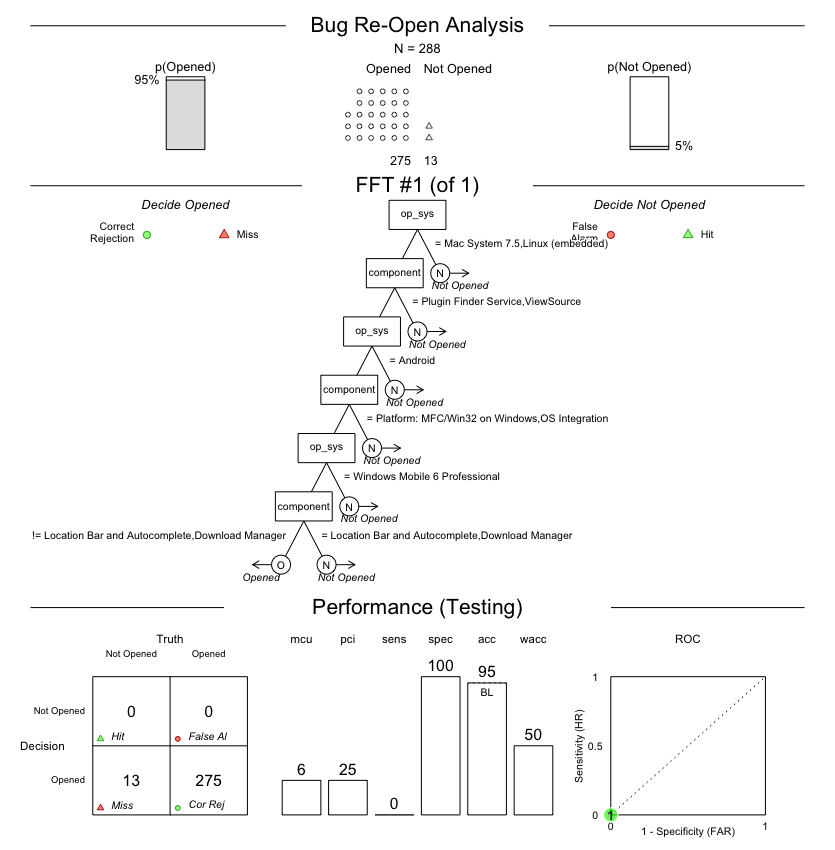 Bug Re-Open Analysis
N = 288
p(Opened)
95%
Opened Not Opened
275 13
p(Not Opened)
5%
FFT #1 (of 1)
Decide Opened
Correct
Rejection
Miss
Decide Not Opened
False
Alarm
Hit
op_sys
= Mac System 7.5,Linux (embedded)
component
N
Not Opened
= Plugin Finder Service,ViewSource
op_sys
N
Not Opened
= Android
component
N
Not Opened
= Platform: MFC/Win32 on Windows,OS Integration
op_sys
N
Not Opened
= Windows Mobile 6 Professional
component
N
Not Opened
!= Location Bar and Autocomplete,Download Manager
= Location Bar and Autocomplete,Download Manager
O
N
Opened
Not Opened
Performance (Testing)
Truth
Not Opened Opened
Decision
Not Opened
0
Hit
0
False Al
Opened
13
Miss
275
Cor Rej
mcu pci sens spec acc wacc
6 25 0 100 95 50
BL
ROC
Sensitivity (HR)
1
0.5
0
1
0 1
1 - Specificity (FAR)